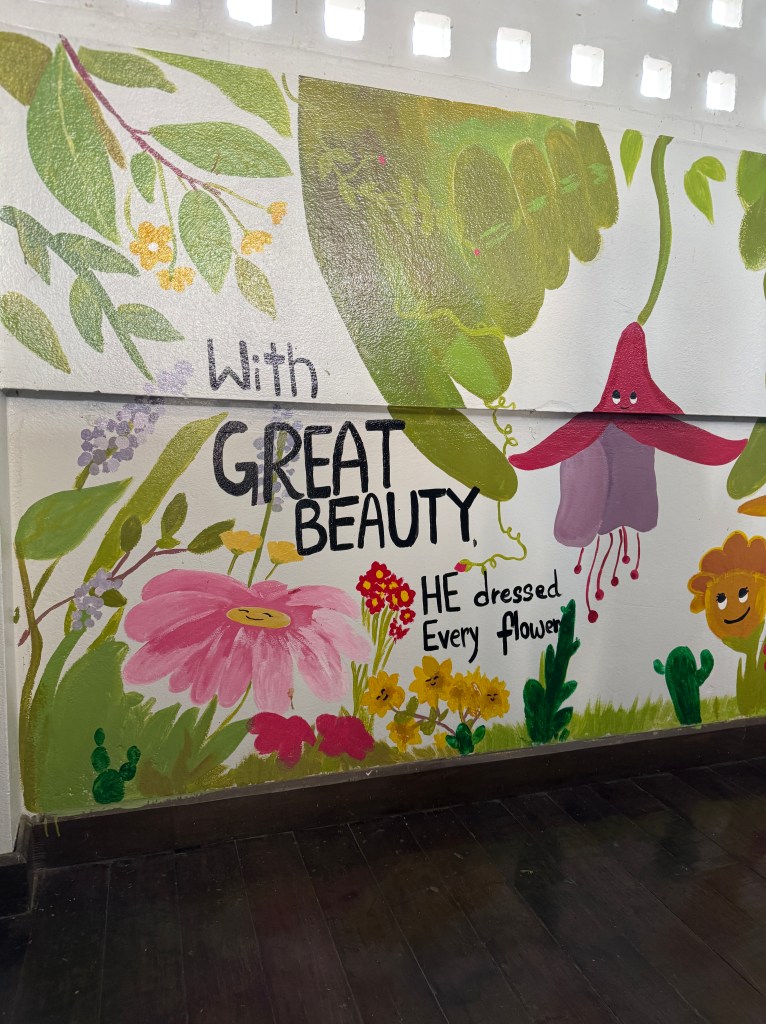 With
GREAT
BEAUTY,
HE dressed
Every flower